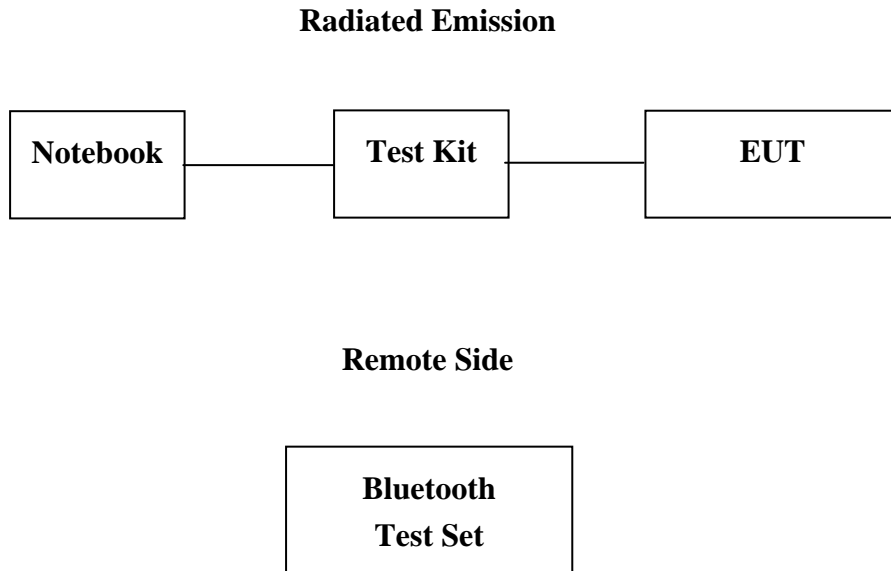 Radiated Emission
Notebook
Test Kit
EUT
Remote Side
Bluetooth
Test Set